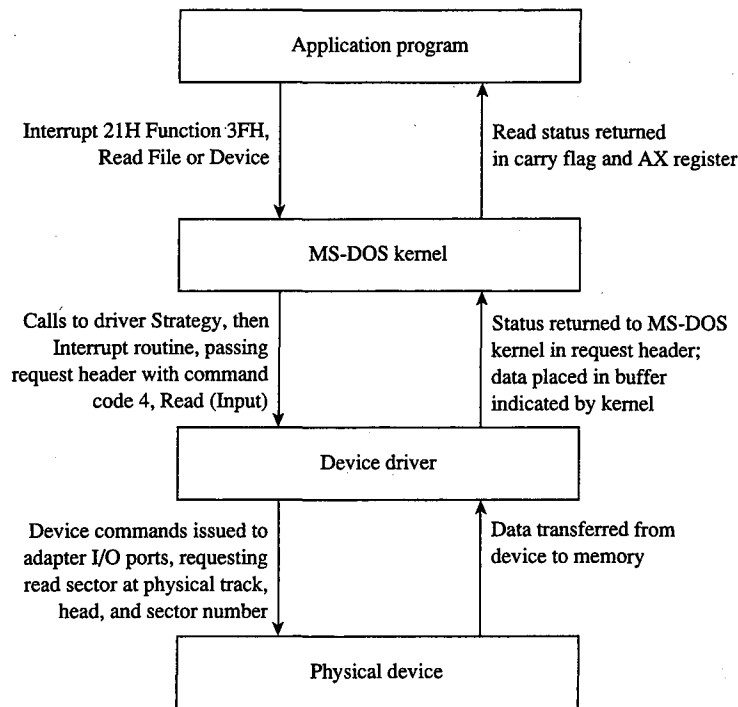 Application program
Interrupt 21H Function 3FH,
Read File or Device
Read status returned
in carry flag and AX register
MS-DOS kernel
Calls to driver Strategy, then
Interrupt routine, passing
request header with command
code 4, Read (Input)
Status returned to MS-DOS
kernel in request header;
data placed in buffer
indicated by kernel
Device driver
Device commands issued to
adapter I/O ports, requesting
read sector at physical track,
head, and sector number
Data transferred from
device to memory
Physical device